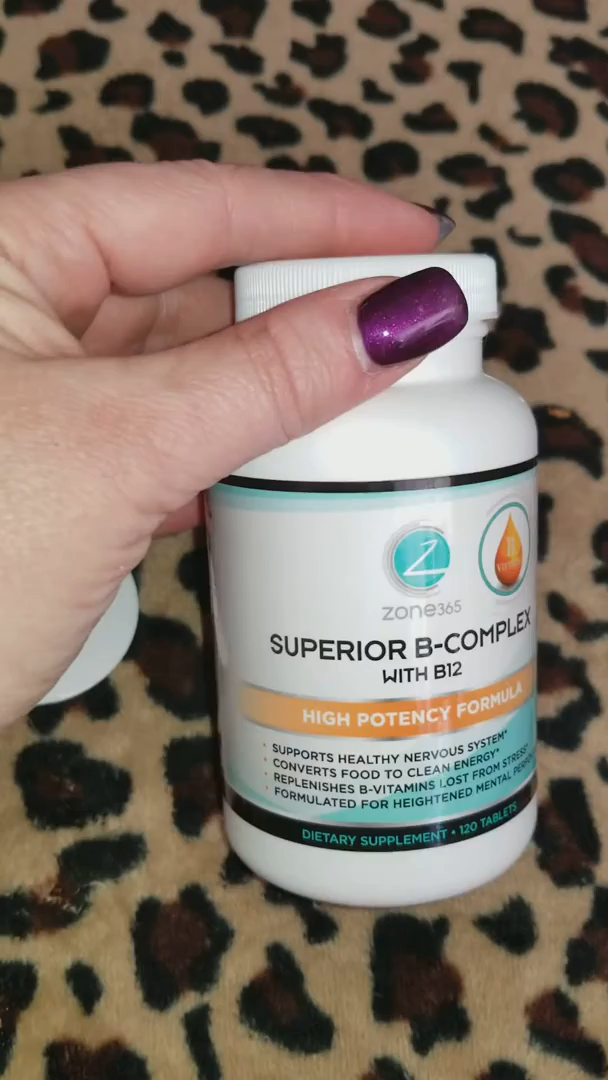 Z
B
zone365
SUPERIOR B-COMPLEX
WITH B12
HIGH POTENCY FORMULA
• SUPPORTS HEALTHY NERVOUS SYSTEM*
• CONVERTS FOOD TO CLEAN ENERGY*
• REPLENISHES B-VITAMINS LOST FROM STRESS*
• FORMULATED FOR HEIGHTENED MENTAL
DIETARY SUPPLEMENT • 120 TABLETS